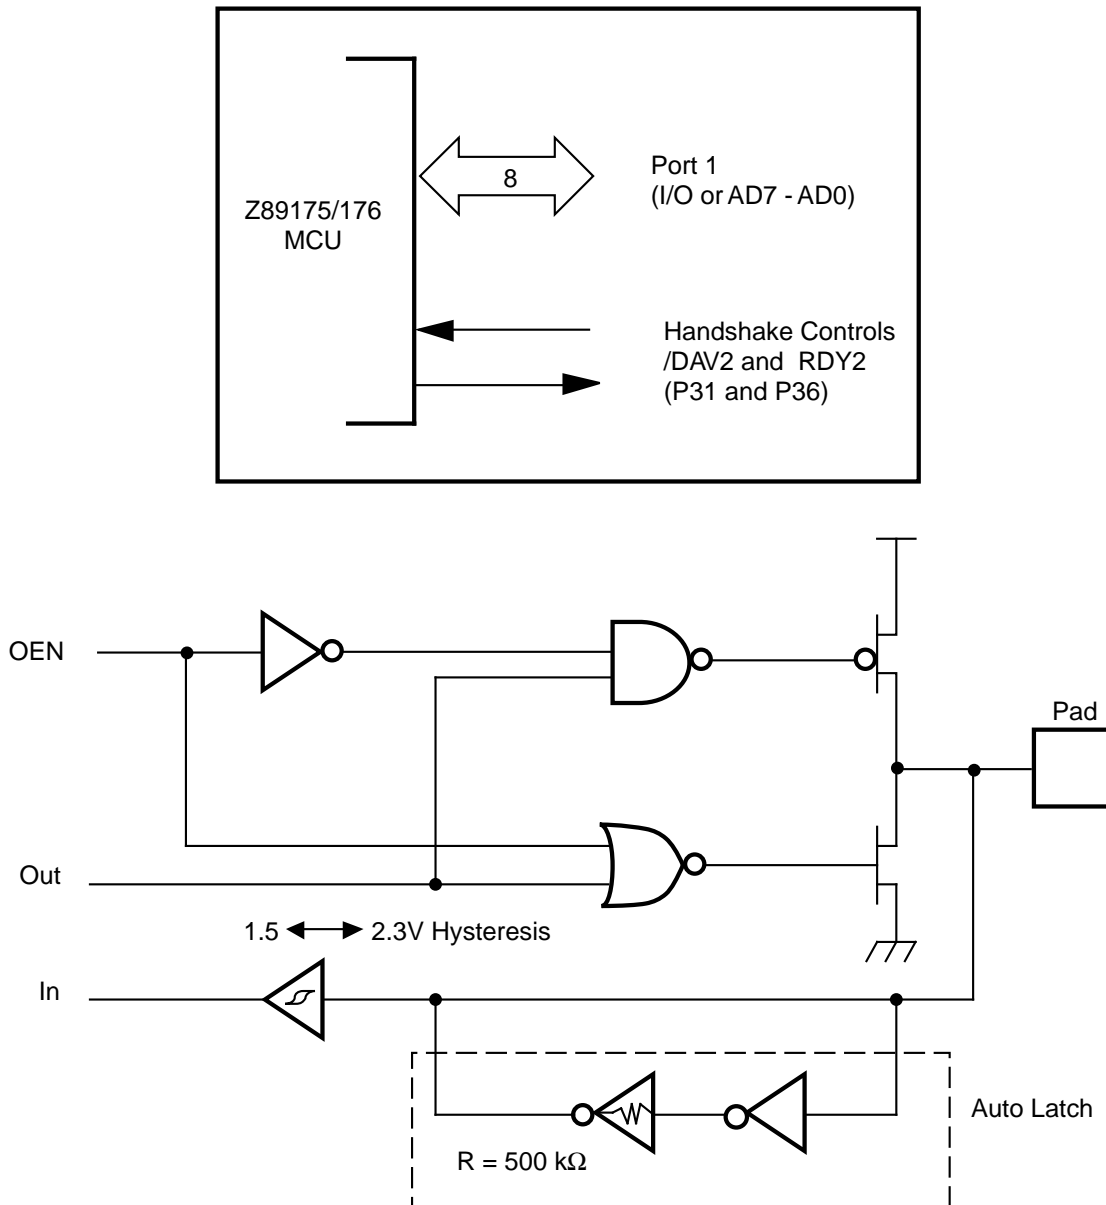 Z89175/176
MCU
8
Port 1
(I/O or AD7 - AD0)
Handshake Controls
/DAV2 and RDY2
(P31 and P36)
OEN
Pad
Out
1.5 2.3V Hysteresis
In
Auto Latch
R = 500 kΩ